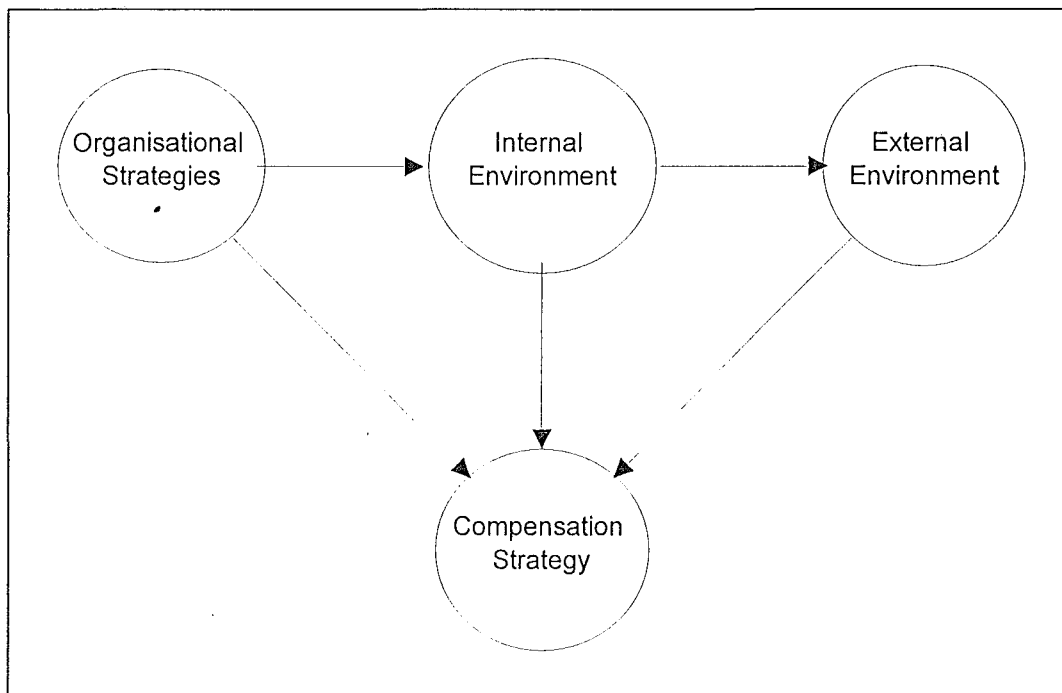 Organisational
Strategies
Internal
Environment
External
Environment
Compensation
Strategy